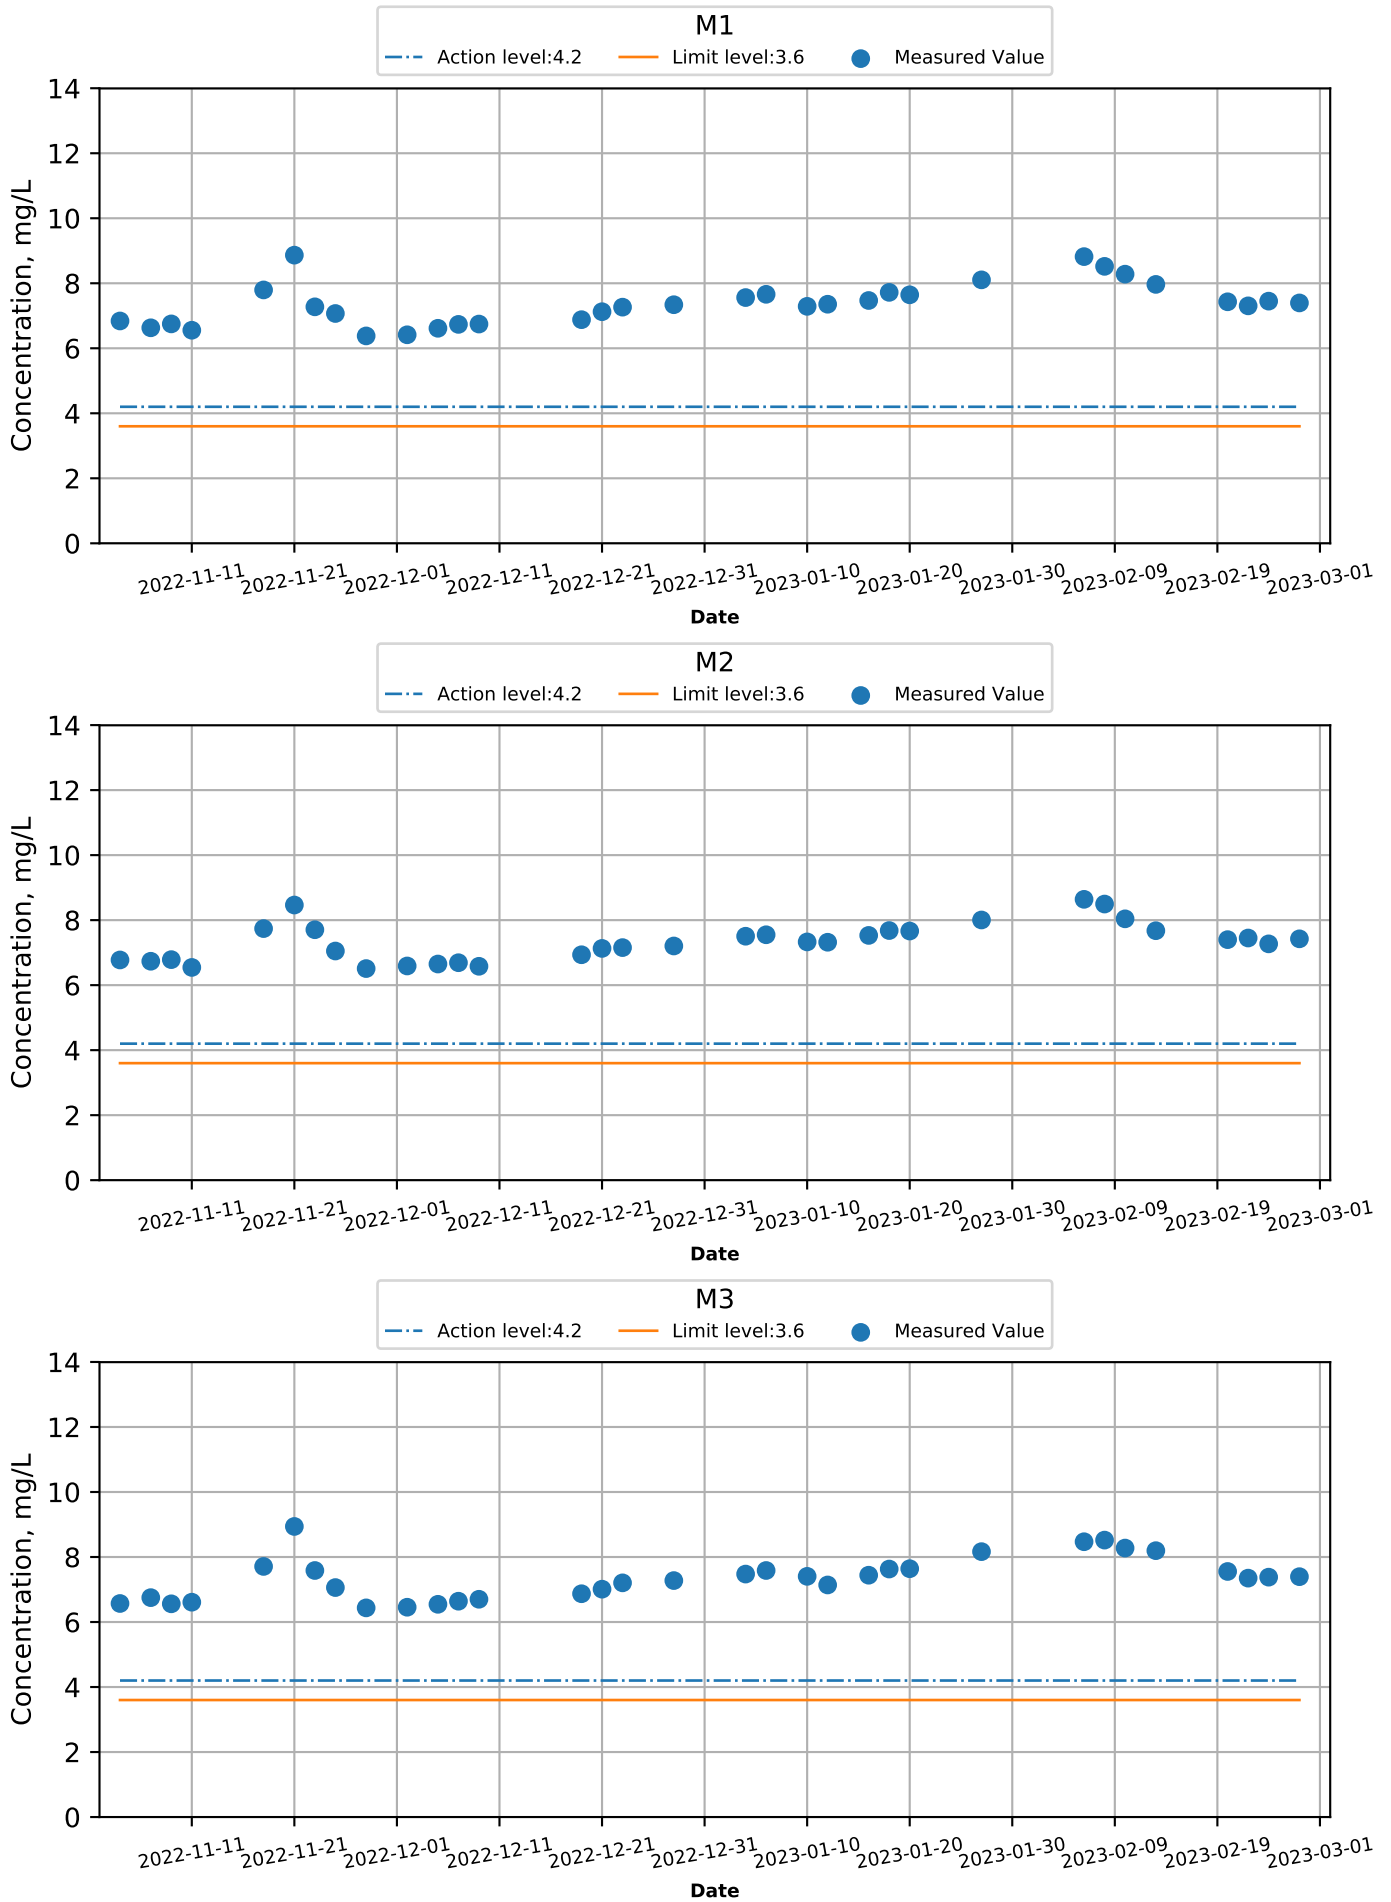 M1
Action level:4.2 Limit level:3.6 Measured Value
14
12
10
8
6
4
2
0
Concentration, mg/L
2022-11-11 2022-11-21 2022-12-01 2022-12-11 2022-12-21 2022-12-31 2023-01-10 2023-01-20 2023-01-30 2023-02-09 2023-02-19 2023-03-01
Date
M2
Action level:4.2 Limit level:3.6 Measured Value
14
12
10
8
6
4
2
0
Concentration, mg/L
2022-11-11 2022-11-21 2022-12-01 2022-12-11 2022-12-21 2022-12-31 2023-01-10 2023-01-20 2023-01-30 2023-02-09 2023-02-19 2023-03-01
Date
M3
Action level:4.2 Limit level:3.6 Measured Value
14
12
10
8
6
4
2
0
Concentration, mg/L
2022-11-11 2022-11-21 2022-12-01 2022-12-11 2022-12-21 2022-12-31 2023-01-10 2023-01-20 2023-01-30 2023-02-09 2023-02-19 2023-03-01
Date